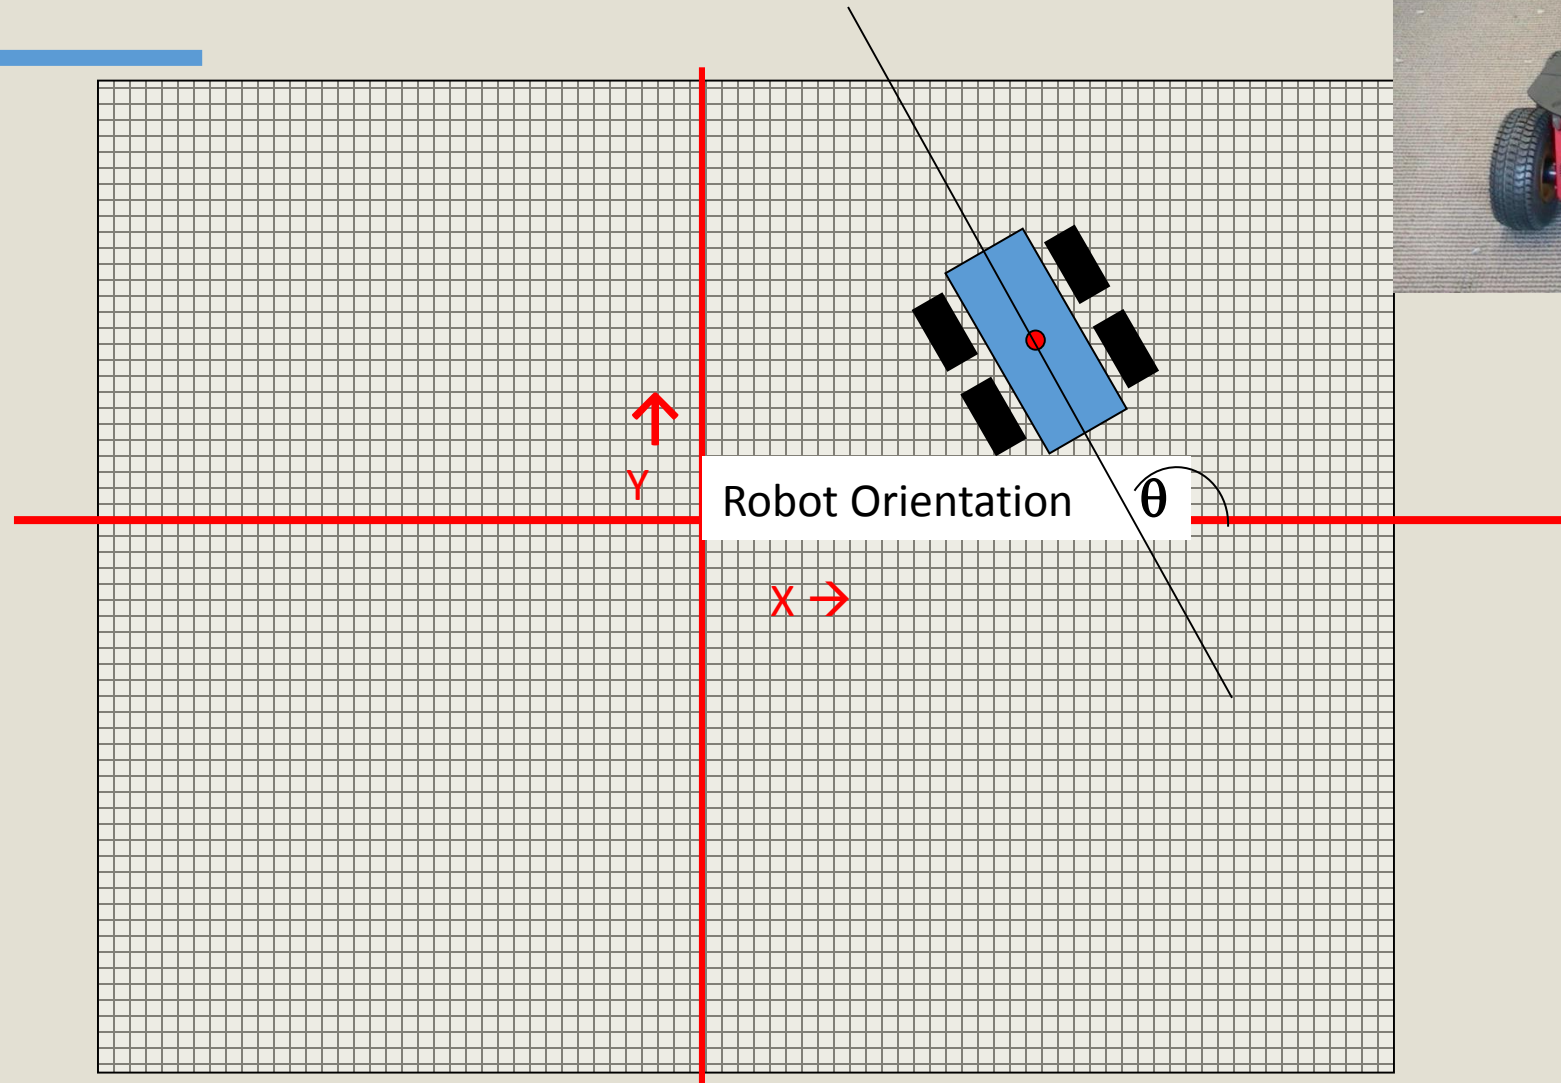 Y
Robot Orientation
θ
X →